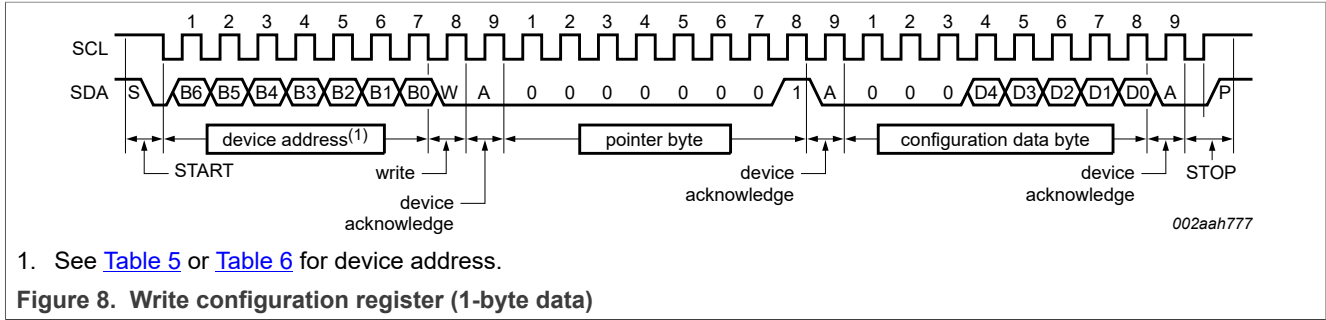 1 2 3 4 5 6 7 8 9 1 2 3 4 5 6 7 8 9 1 2 3 4 5 6 7 8 9
SCL
SDA S B6 B5 B4 B3 B2 B1 B0 W A 0 0 0 0 0 0 0 1 A 0 0 0 D4 D3 D2 D1 D0 A P
device address(1) pointer byte configuration data byte
START write device device STOP
acknowledge acknowledge
device
acknowledge
002aah777
1. See Table 5 or Table 6 for device address.
Figure 8. Write configuration register (1-byte data)